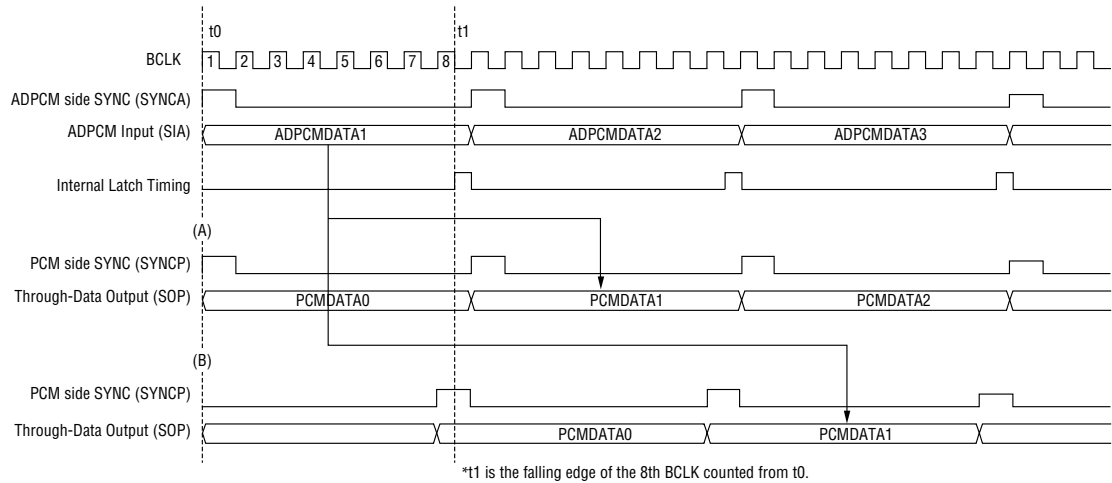 t0
t1
BCLK
1 2 3 4 5 6 7 8
ADPCM side SYNC (SYNCA)
ADPCM Input (SIA)
ADPCMDATA1 ADPCMDATA2 ADPCMDATA3
Internal Latch Timing
(A)
PCM side SYNC (SYNCP)
Through-Data Output (SOP)
PCMDATA0 PCMDATA1 PCMDATA2
(B)
PCM side SYNC (SYNCP)
Through-Data Output (SOP)
PCMDATA0 PCMDATA1
*t1 is the falling edge of the 8th BCLK counted from t0.